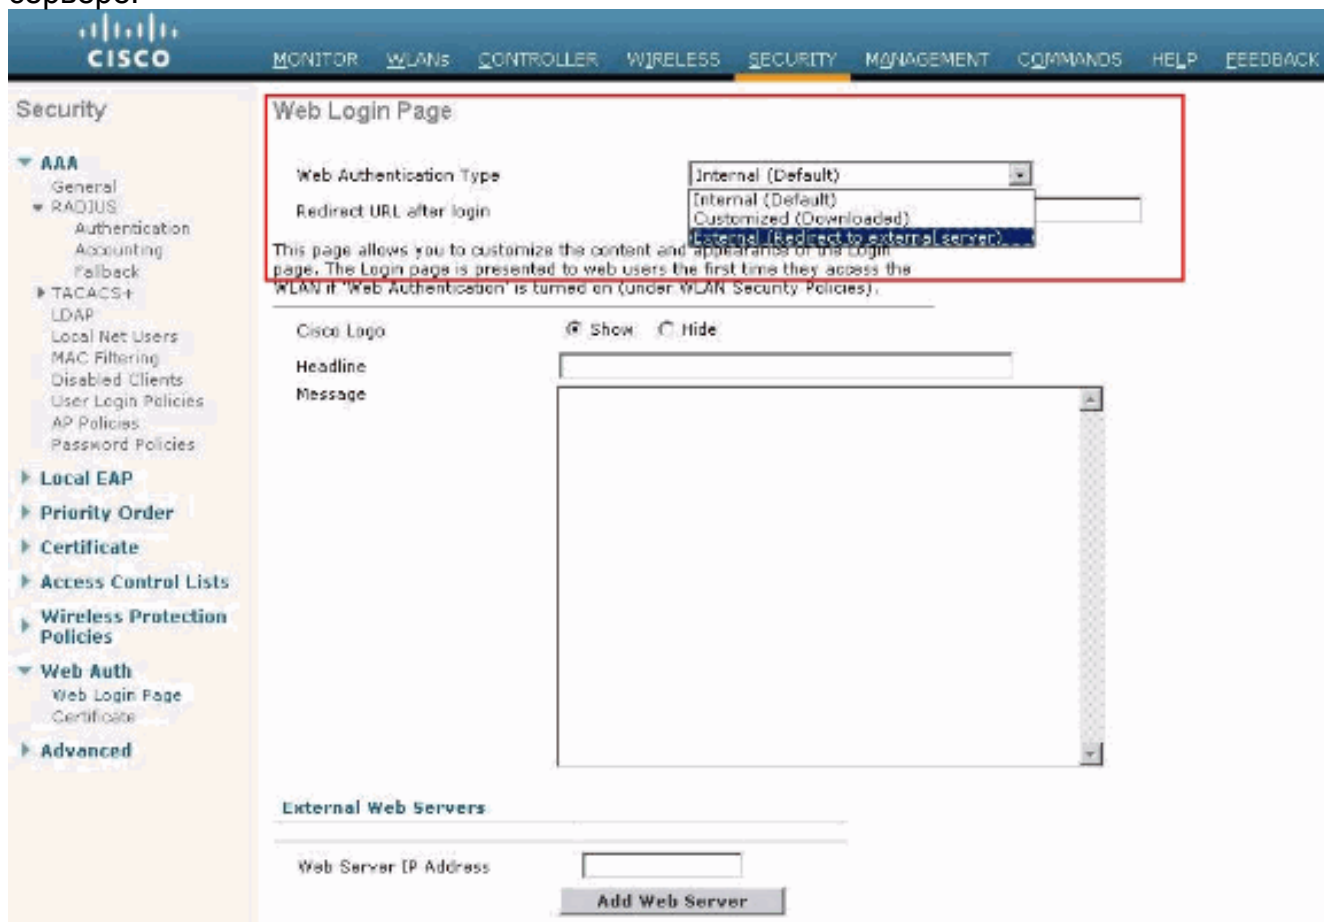 сервере.
CISCO
MONITOR WLANs CONTROLLER WIRELESS SECURITY MANAGEMENT COMMANDS HELP FEEDBACK
Security
AAA
General
RADIUS
Authentication
Accounting
Fallback
TACACS+
LDAP
Local Net Users
MAC Filtering
Disabled Clients
User Login Policies
AP Policies
Password Policies
Local EAP
Priority Order
Certificate
Access Control Lists
Wireless Protection
Policies
Web Auth
Web Login Page
Certificate
Advanced
Web Login Page
Web Authentication Type
Internal (Default)
Internal (Default)
Customized (Downloaded)
External (Redirect to external server)
Redirect URL after login
This page allows you to customize the content and appearance of the Login
page. The Login page is presented to web users the first time they access the
WLAN if 'Web Authentication' is turned on (under WLAN Security Policies).
Cisco Logo
Show Hide
Headline
Message
External Web Servers
Web Server IP Address
Add Web Server